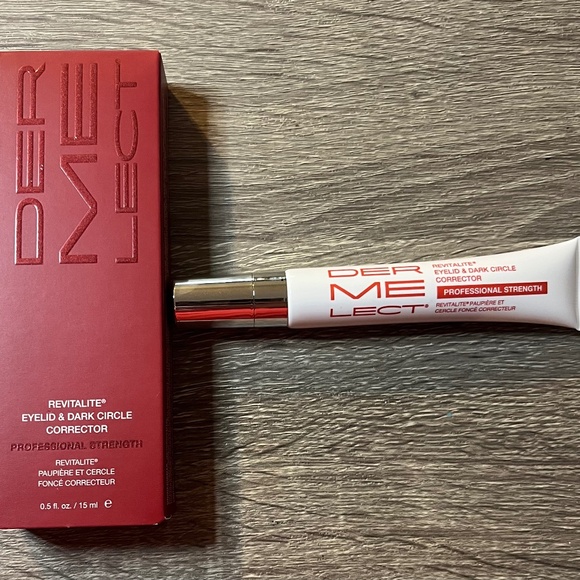 DER
ME
LECT
REVITALITE®
EYELID & DARK CIRCLE
CORRECTOR
PROFESSIONAL STRENGTH
REVITALITE®
PAUPIÈRE ET CERCLE
FONCÉ CORRECTEUR
0.5 fl. oz. / 15 ml ℮
DER
ME
LECT®
REVITALITE®
EYELID & DARK CIRCLE
CORRECTOR
PROFESSIONAL STRENGTH
REVITALITE® PAUPIÈRE ET
CERCLE FONCÉ CORRECTEUR